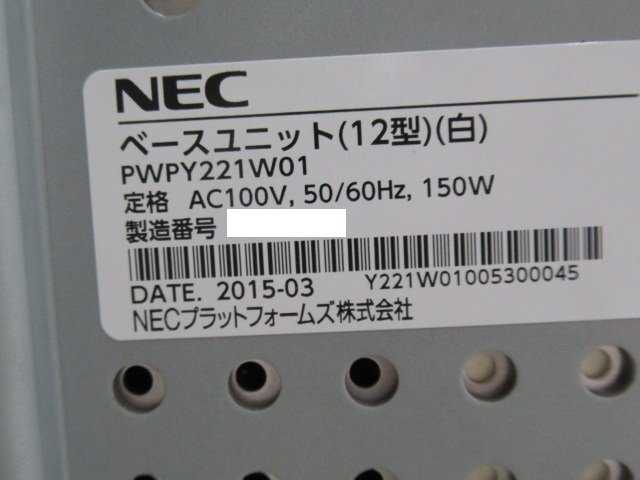 NEC
ベースユニット(12型)(白)
PWPY221W01
定格 AC100V, 50/60Hz, 150W
製造番号
Y221W01005300045
DATE. 2015-03
NECプラットフォームズ株式会社